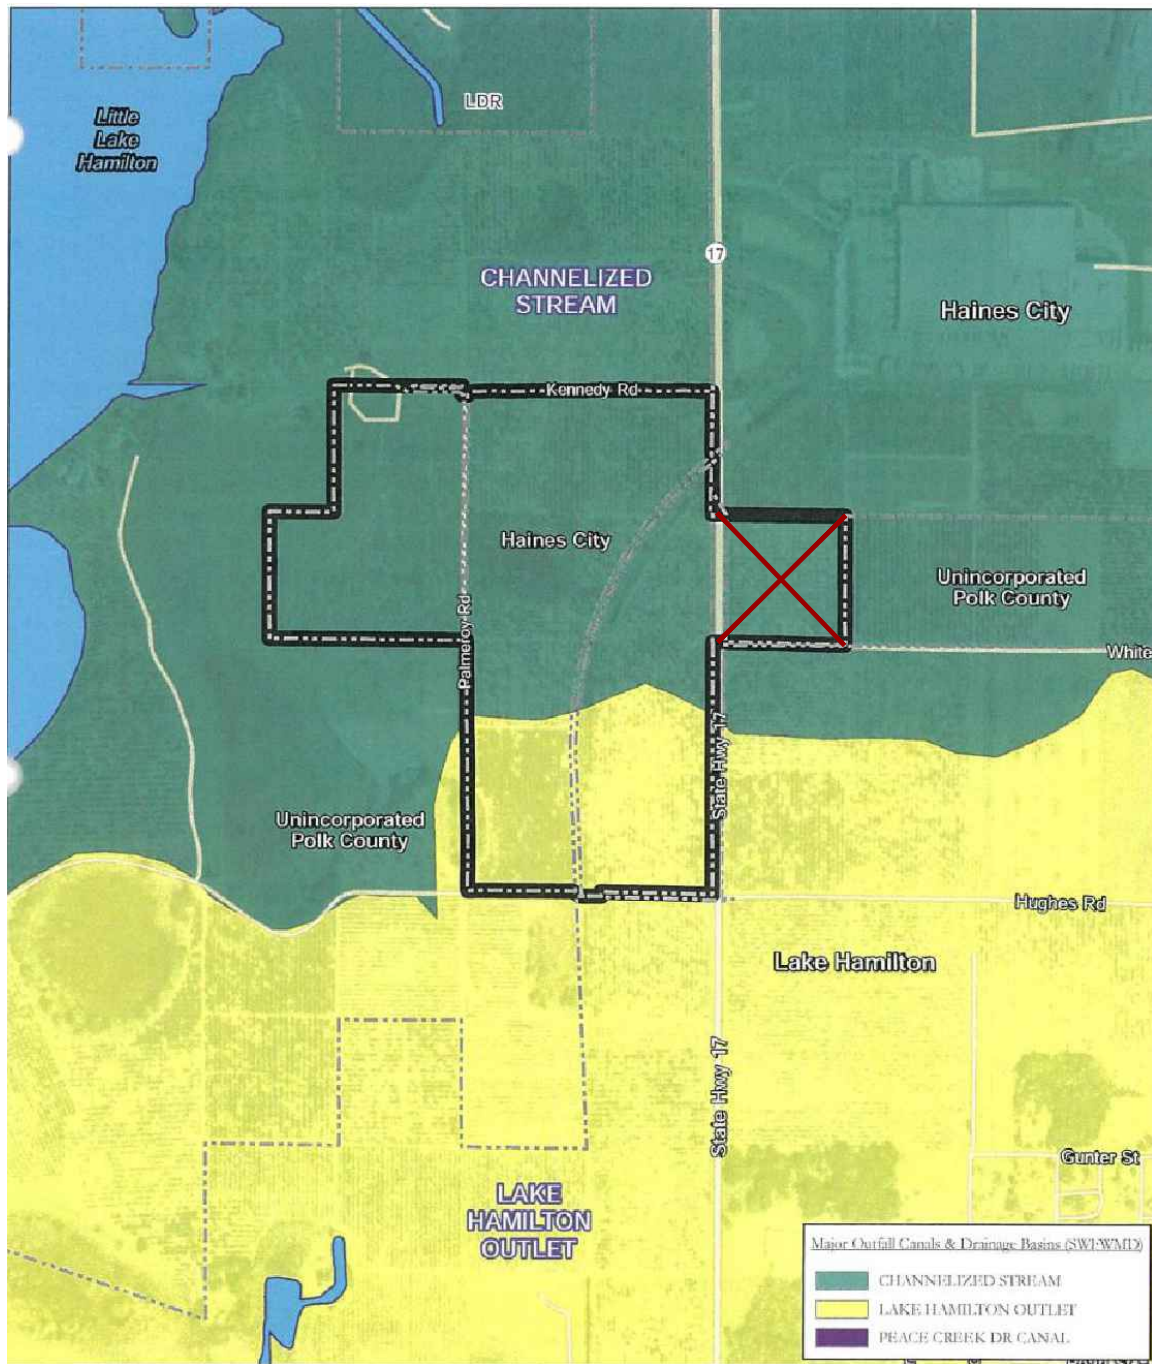 Little
Lake
Hamilton
LDR
17
CHANNELIZED
STREAM
Haines City
Kennedy Rd
Haines City
Palmeroy Rd
Unincorporated
Polk County
White
State Hwy 17
Unincorporated
Polk County
Hughes Rd
Lake Hamilton
State Hwy 17
Gunter St
LAKE
HAMILTON
OUTLET
Major Outfall Canals & Drainage Basins (SWFWMD)
CHANNELIZED STREAM
LAKE HAMILTON OUTLET
PEACE CREEK DR CANAL